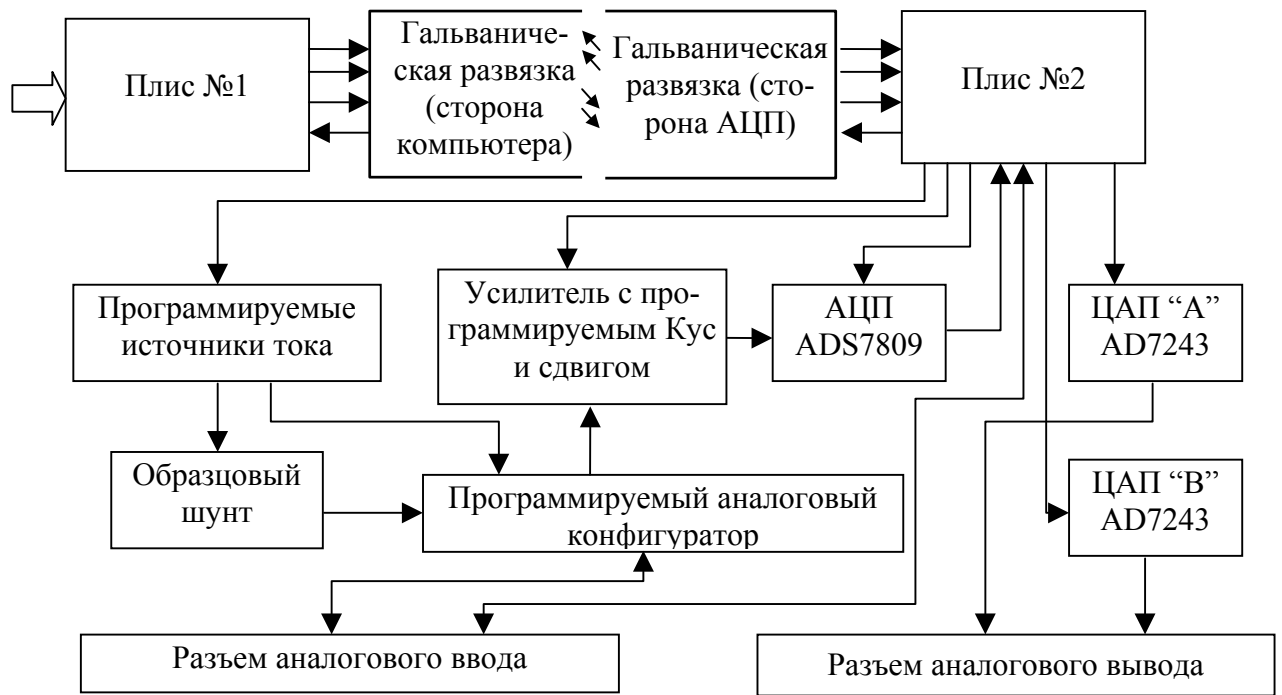 Плис №1
Гальваниче-
ская развязка
(сторона
компьютера)
Гальваническая
развязка (сто-
рона АЦП)
Плис №2
Программируемые
источники тока
Усилитель с про-
граммируемым Кус
и сдвигом
АЦП
ADS7809
ЦАП “A”
AD7243
Образцовый
шунт
Программируемый аналоговый
конфигуратор
ЦАП “B”
AD7243
Разъем аналогового ввода
Разъем аналогового вывода